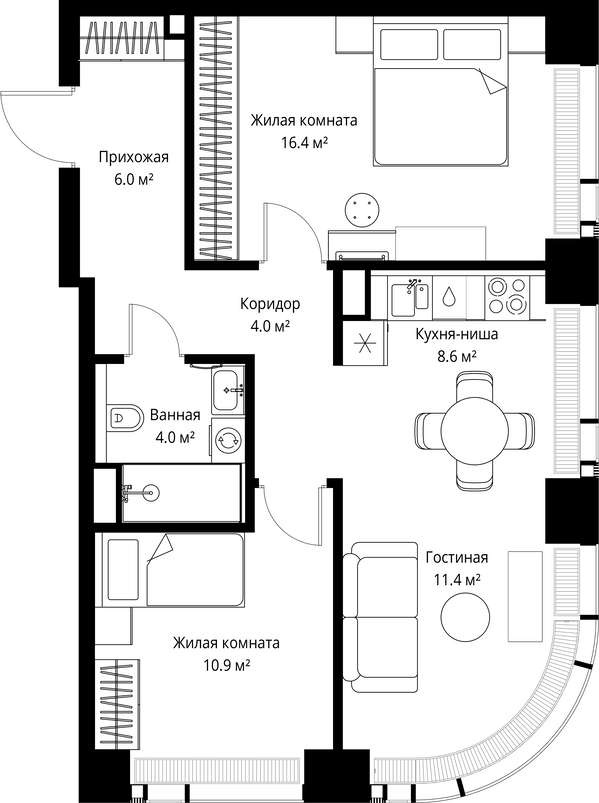 Жилая комната
16.4 м²
Прихожая
6.0 м²
Коридор
4.0 м²
Кухня-ниша
8.6 м²
Ванная
4.0 м²
Гостиная
11.4 м²
Жилая комната
10.9 м²